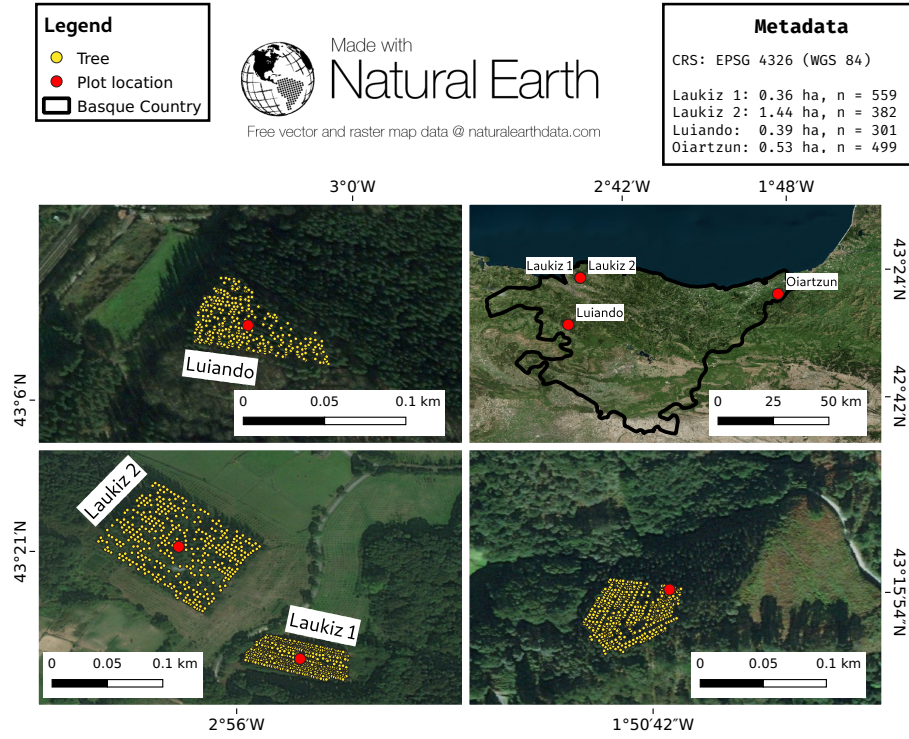 Legend
Tree
Plot location
Basque Country
Made with
Natural Earth
Free vector and raster map data @ naturalearthdata.com
Metadata
CRS: EPSG 4326 (WGS 84)
Laukiz 1: 0.36 ha, n = 559
Laukiz 2: 1.44 ha, n = 382
Luiando: 0.39 ha, n = 301
Oiartzun: 0.53 ha, n = 499
3°0′W
2°42′W
1°48′W
Luiando
43°6′N
0 0.05 0.1 km
Laukiz 1
Laukiz 2
Oiartzun
Luiando
43°24′N
42°42′N
0 25 50 km
Laukiz 2
43°21′N
Laukiz 1
0 0.05 0.1 km
2°56′W
43°15′54″N
0 0.05 0.1 km
1°50′42″W